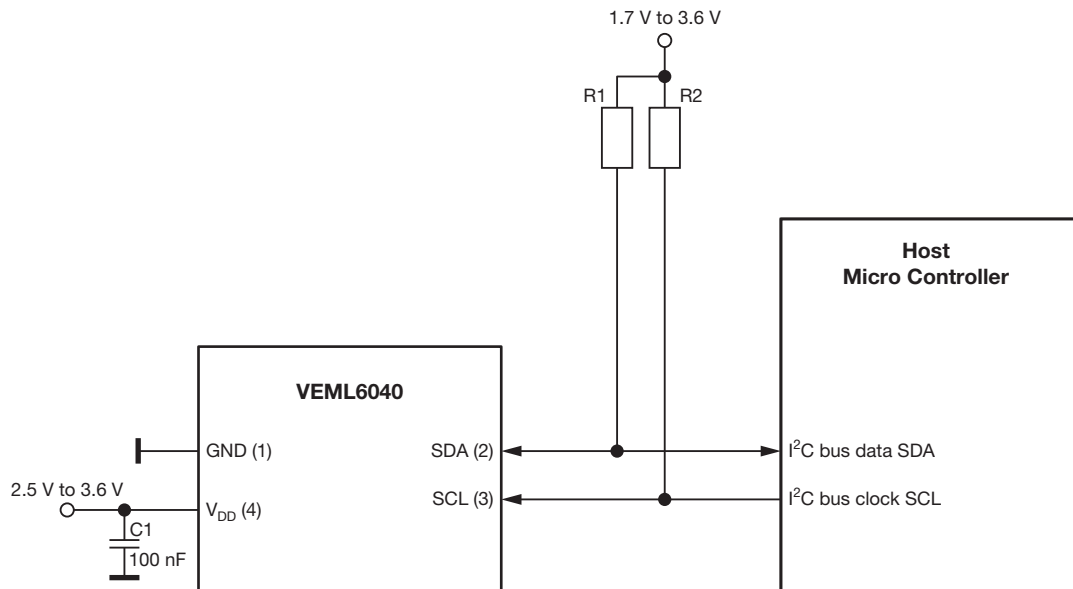 1.7 V to 3.6 V
R1
R2
Host
Micro Controller
VEML6040
GND (1)
SDA (2)
I²C bus data SDA
2.5 V to 3.6 V
V_DD (4)
SCL (3)
I²C bus clock SCL
C1
100 nF